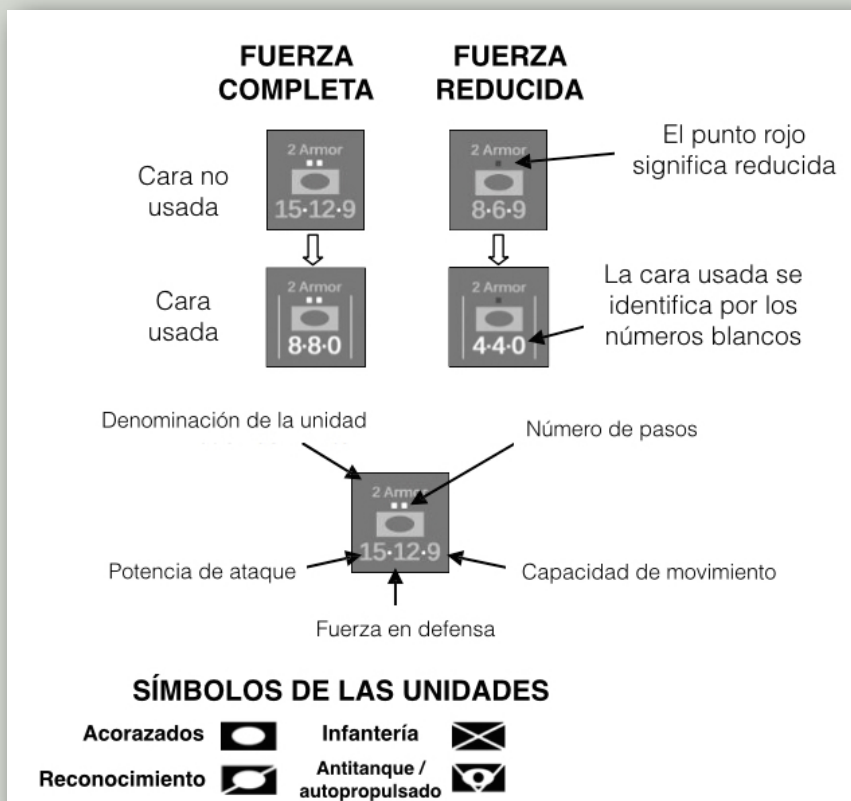 FUERZA COMPLETA
FUERZA REDUCIDA
Cara no usada
2 Armor
15·12·9
2 Armor
8·6·9
El punto rojo significa reducida
Cara usada
2 Armor
8·8·0
2 Armor
4·4·0
La cara usada se identifica por los números blancos
Denominación de la unidad
Número de pasos
2 Armor
15·12·9
Potencia de ataque
Capacidad de movimiento
Fuerza en defensa
SÍMBOLOS DE LAS UNIDADES
Acorazados
Infantería
Reconocimiento
Antitanque / autopropulsado